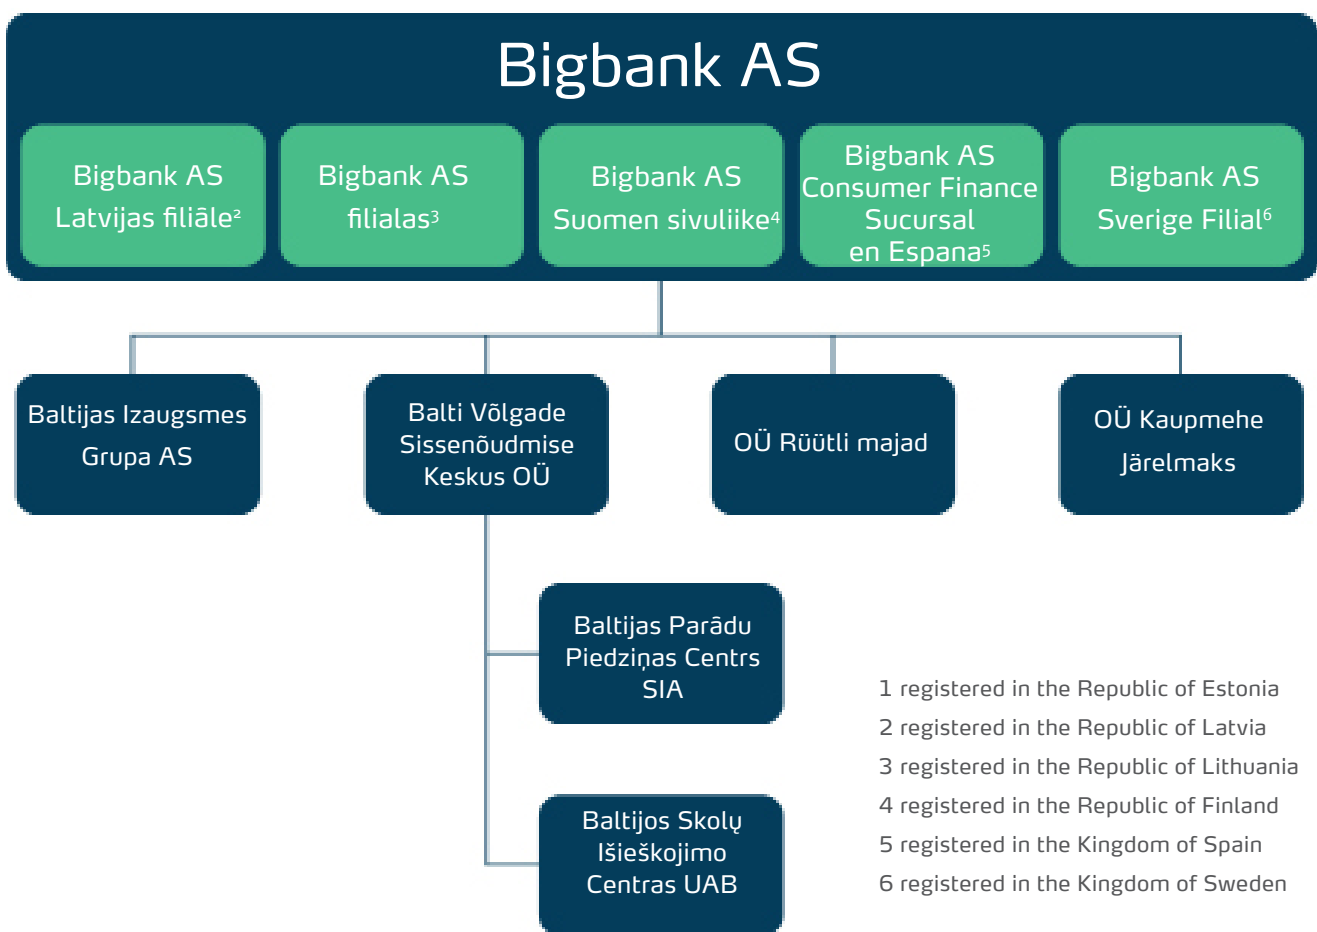 Bigbank AS
Bigbank AS
Latvijas filiāle²
Bigbank AS
filialas³
Bigbank AS
Suomen sivuliike⁴
Bigbank AS
Consumer Finance
Sucursal
en Espana⁵
Bigbank AS
Sverige Filial⁶
Baltijas Izaugsmes
Grupa AS
Balti Võlgade
Sissenõudmise
Keskus OÜ
OÜ Rüütli majad
OÜ Kaupmehe
Järelmaks
Baltijas Parādu
Piedziņas Centrs
SIA
Baltijos Skolų
Išieškojimo
Centras UAB
1 registered in the Republic of Estonia
2 registered in the Republic of Latvia
3 registered in the Republic of Lithuania
4 registered in the Republic of Finland
5 registered in the Kingdom of Spain
6 registered in the Kingdom of Sweden